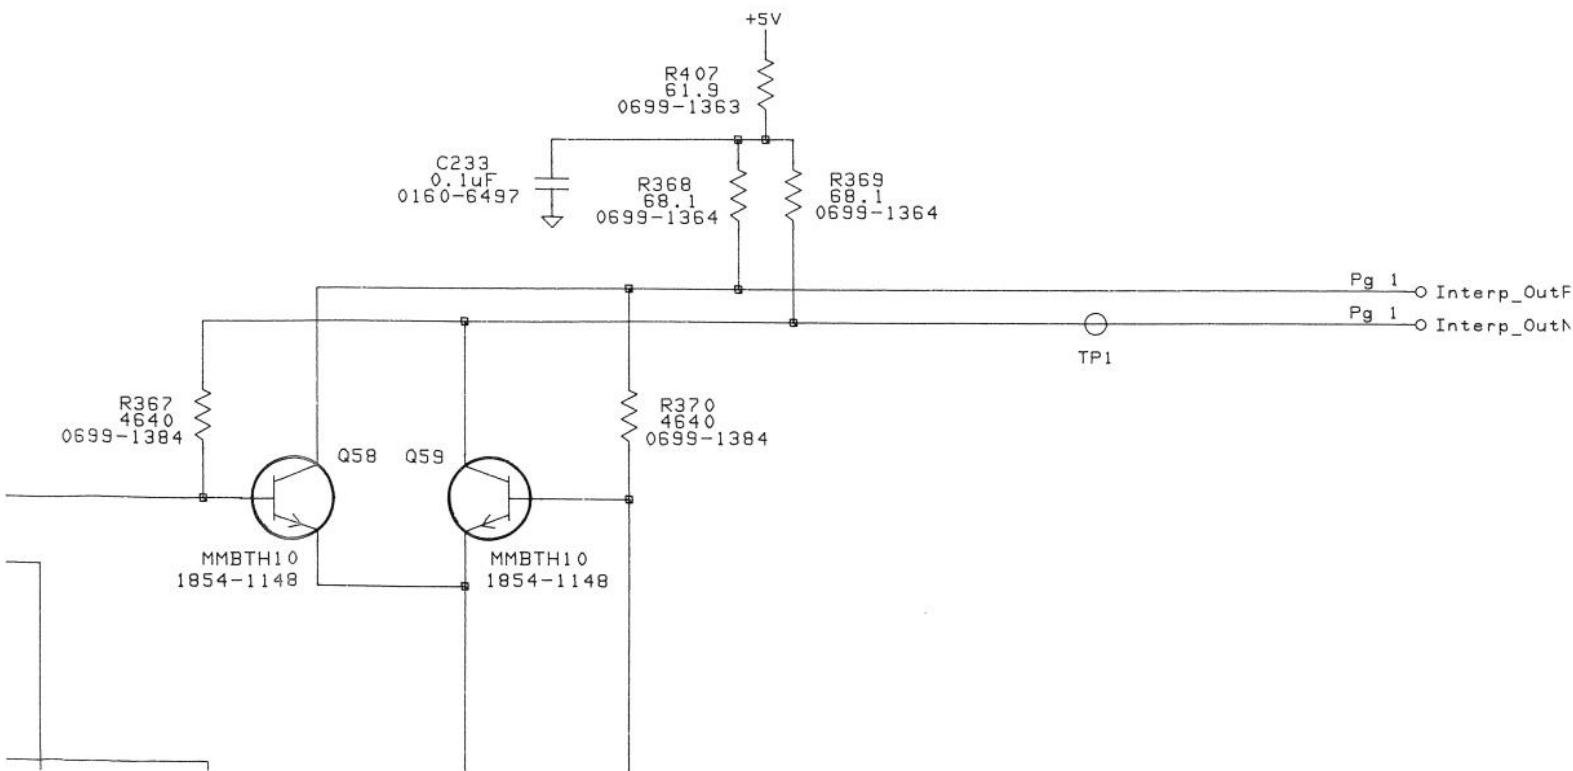 +5V
R407
61.9
0699-1363
C233
0.1uF
0160-6497
R368
68.1
0699-1364
R369
68.1
0699-1364
Pg 1
Interp_OutP
Pg 1
TP1
R367
4640
0699-1384
R370
4640
0699-1384
Q58
Q59
MMBTH10
1854-1148
MMBTH10
1854-1148